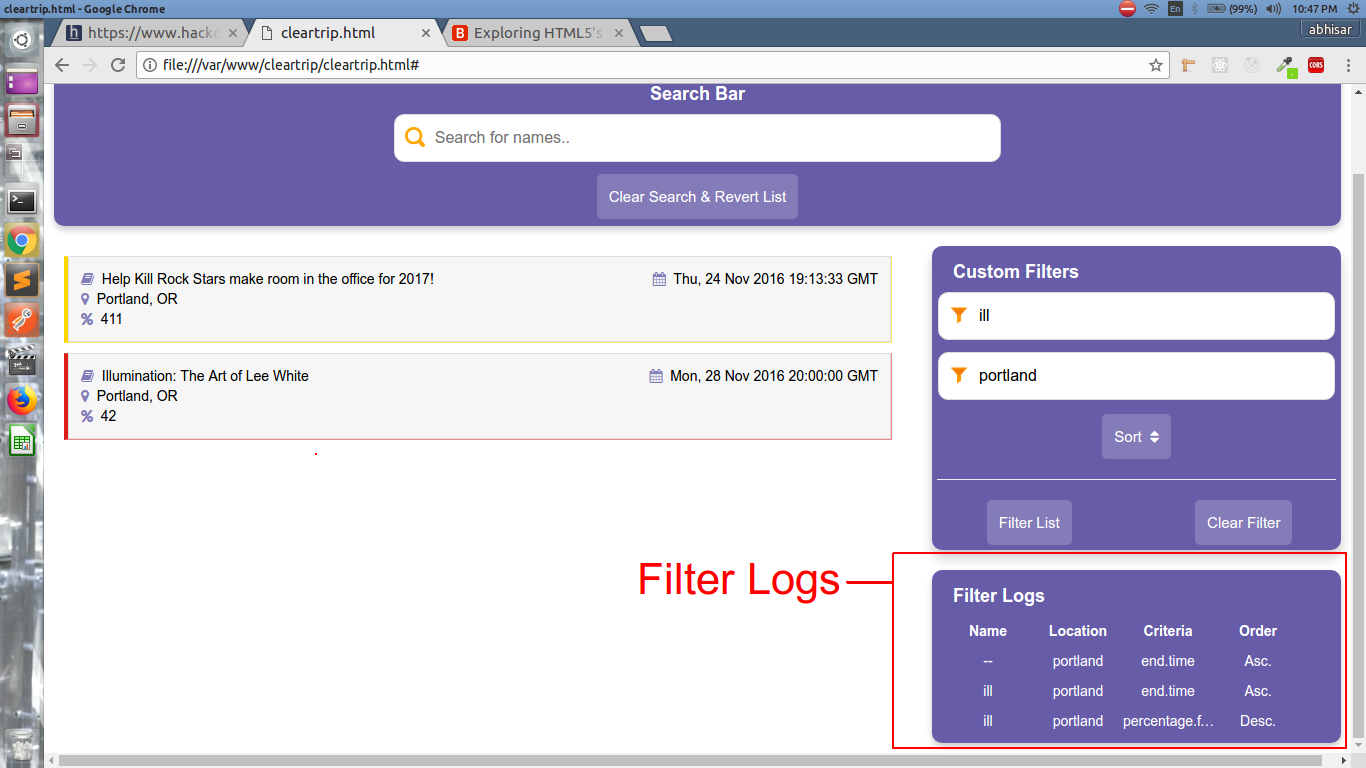 cleartrip.html - Google Chrome
En
(99%)
10:47 PM
https://www.hacke
cleartrip.html
Exploring HTML5's
abhisar
file:///var/www/cleartrip/cleartrip.html#
CORS
Search Bar
Search for names..
Clear Search & Revert List
Help Kill Rock Stars make room in the office for 2017!
Thu, 24 Nov 2016 19:13:33 GMT
Portland, OR
% 411
Illumination: The Art of Lee White
Mon, 28 Nov 2016 20:00:00 GMT
Portland, OR
% 42
Custom Filters
ill
portland
Sort
Filter List
Clear Filter
Filter Logs
Filter Logs
Name Location Criteria Order
-- portland end.time Asc.
ill portland end.time Asc.
ill portland percentage.f… Desc.